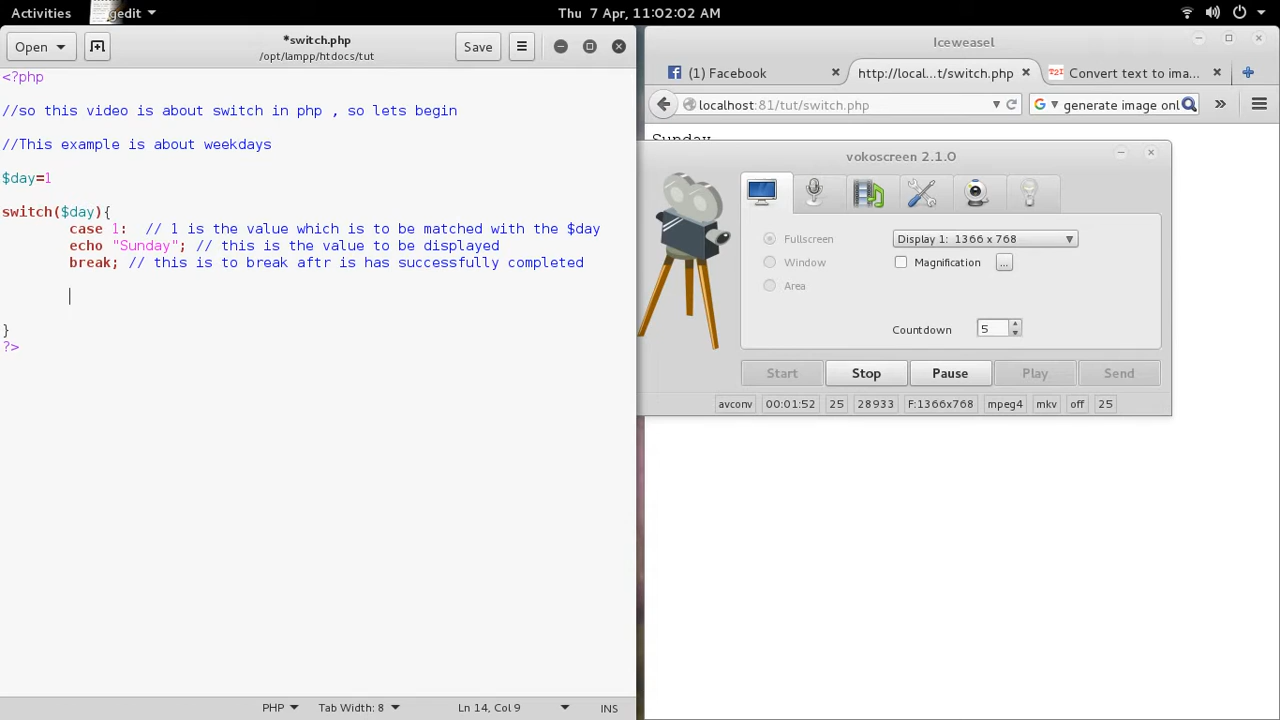 Activities
gedit
Thu 7 Apr, 11:02:02 AM
Open
*switch.php
/opt/lampp/htdocs/tut
Save
<?php
//so this video is about switch in php , so lets begin
//This example is about weekdays
$day=1
switch($day){
case 1:  // 1 is the value which is to be matched with the $day
echo "Sunday"; // this is the value to be displayed
break; // this is to break aftr is has successfully completed
}
?>
PHP
Tab Width: 8
Ln 14, Col 9
INS
Iceweasel
(1) Facebook
http://local...t/switch.php
Convert text to ima...
localhost:81/tut/switch.php
generate image onl
Sunday
vokoscreen 2.1.0
Fullscreen
Display 1:  1366 x 768
Window
Magnification
...
Area
Countdown
5
Start
Stop
Pause
Play
Send
avconv
00:01:52
25
28933
F:1366x768
mpeg4
mkv
off
25